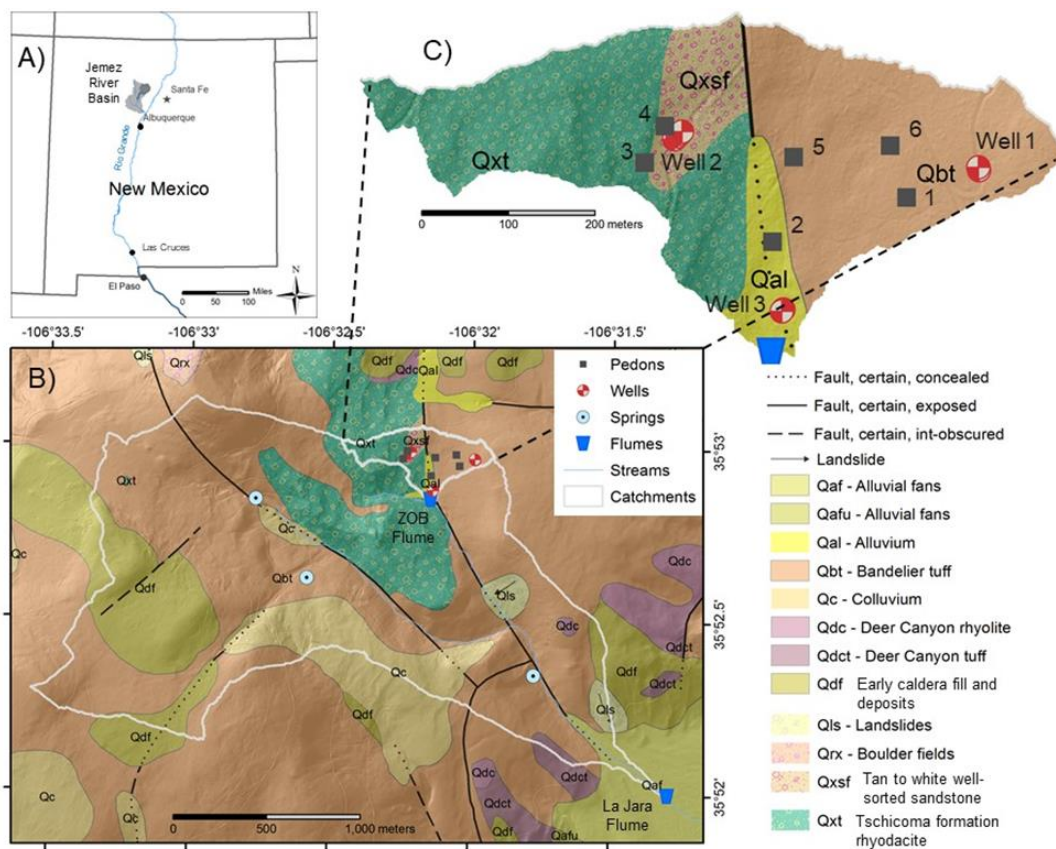 A)
Jemez
River
Basin
Santa Fe
Albuquerque
Rio Grande
New Mexico
Las Cruces
El Paso
Miles
0 50 100
N
C)
Qxsf
4
3
Well 2
Qxt
5
6
Well 1
Qbt
1
2
Qal
Well 3
0 100 200
meters
-106°33.5 -106°33 -106°32.5 -106°32 -106°31.5
B)
Qls
Qrx
Qdf
Qdc
Qal
Qdf
Qdf
Qxt
Qxsf
Qxt
Qal
ZOB
Flume
Qc
Qc
Qbt
Qdf
Qls
Qdc
Qdc
Qdf
Qdct
Qdct
Qc
Qdf
Qls
Qdf
Qdc
Qdct
Qdct
Qdf
Qafu
Qaf
La Jara
Flume
Qc
Qc
0 500 1,000
meters
35°53'
35°52.5
35°52'
Pedons
Wells
Springs
Flumes
Streams
Catchments
Fault, certain, concealed
Fault, certain, exposed
Fault, certain, int-obscured
Landslide
Qaf - Alluvial fans
Qafu - Alluvial fans
Qal - Alluvium
Qbt - Bandelier tuff
Qc - Colluvium
Qdc - Deer Canyon rhyolite
Qdct - Deer Canyon tuff
Qdf Early caldera fill and
deposits
Qls - Landslides
Qrx - Boulder fields
Qxsf Tan to white well-
sorted sandstone
Qxt Tschicoma formation
rhyodacite